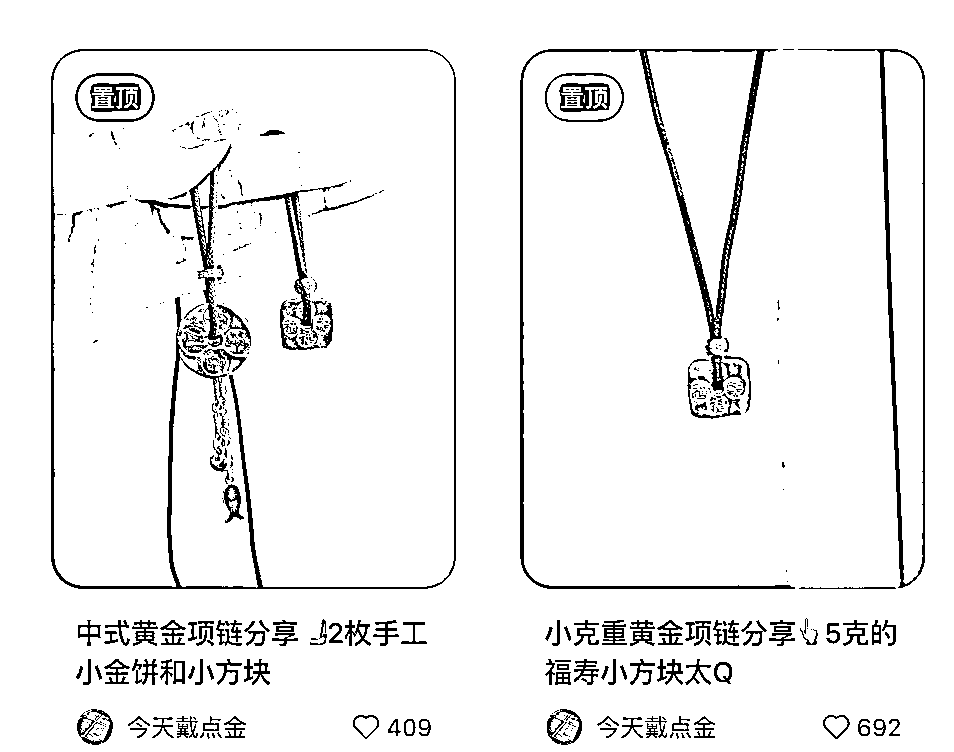 置顶
中式黄金项链分享 🤳2枚手工
小金饼和小方块
今天戴点金
409
置顶
小克重黄金项链分享👆🏻5克的
福寿小方块太Q
今天戴点金
692